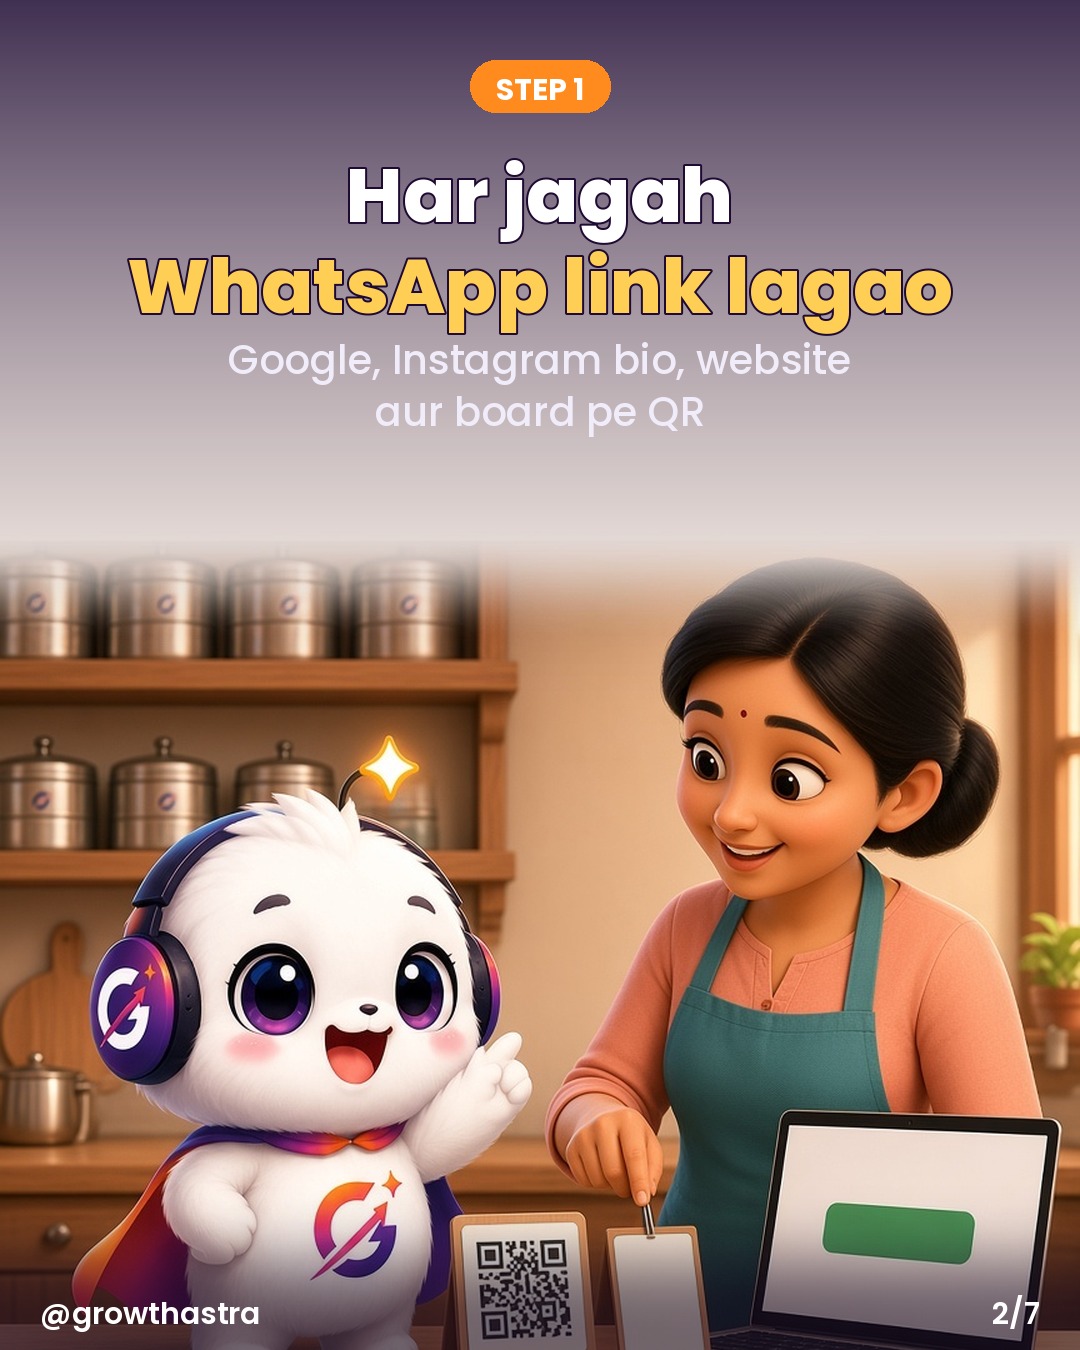 STEP 1
Har jagah
WhatsApp link lagao
Google, Instagram bio, website
aur board pe QR
@growthastra
2/7